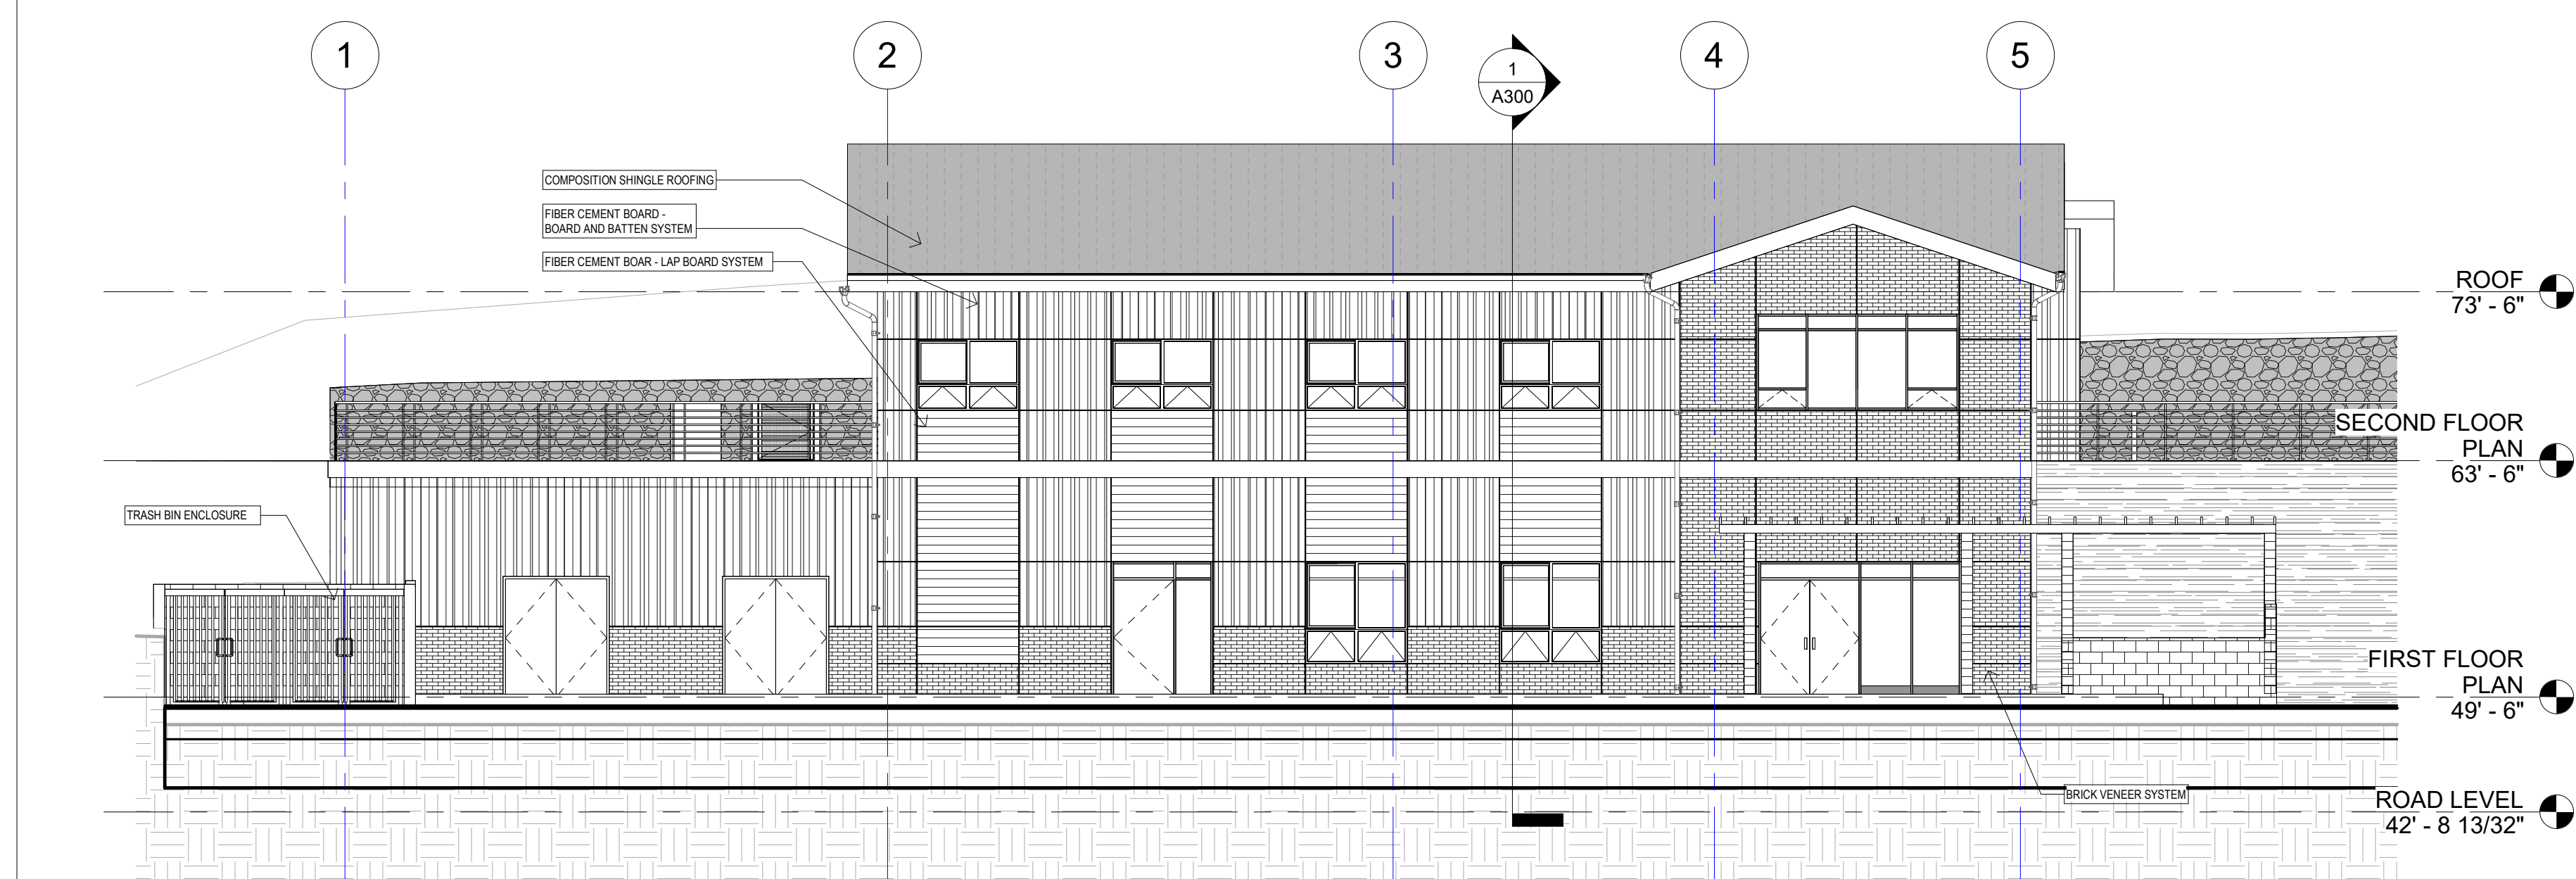 1
2
3
1
A300
4
5
COMPOSITION SHINGLE ROOFING
FIBER CEMENT BOARD -
BOARD AND BATTEN SYSTEM
FIBER CEMENT BOAR - LAP BOARD SYSTEM
TRASH BIN ENCLOSURE
ROOF
73' - 6"
SECOND FLOOR
PLAN
63' - 6"
FIRST FLOOR
PLAN
49' - 6"
BRICK VENEER SYSTEM
ROAD LEVEL
42' - 8 13/32"